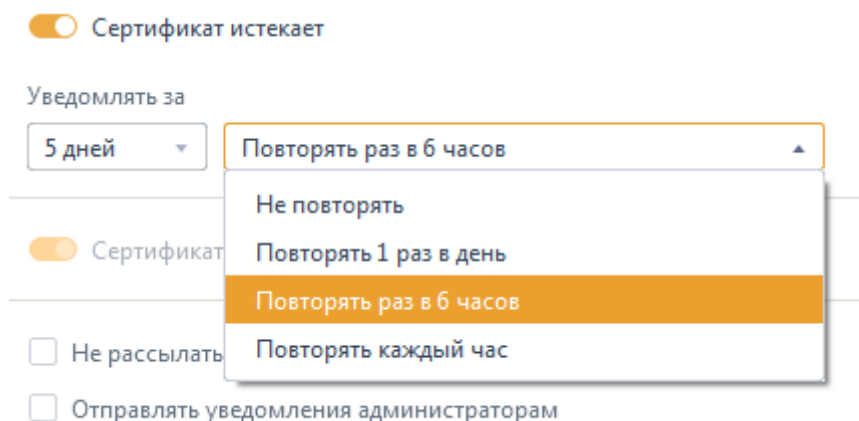 Сертификат истекает
Уведомлять за
5 дней
Повторять раз в 6 часов
Не повторять
Сертификат
Повторять 1 раз в день
Повторять раз в 6 часов
Не рассылать
Повторять каждый час
Отправлять уведомления администраторам